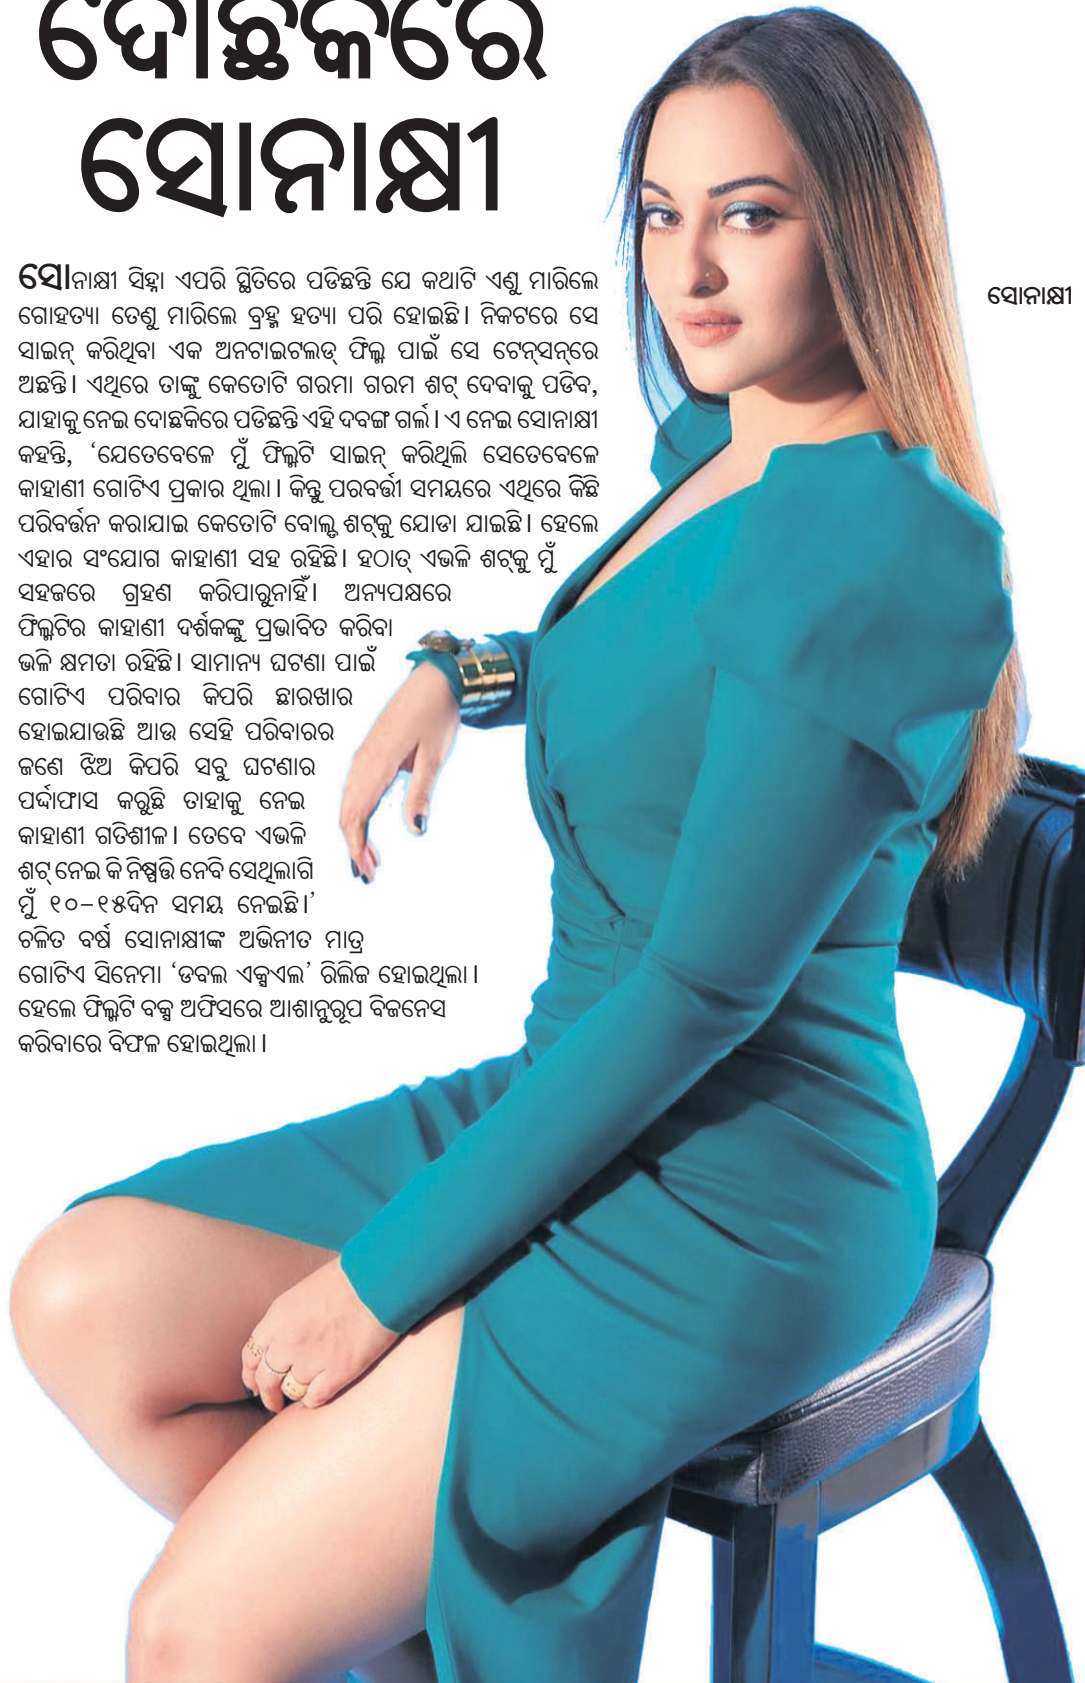 ଦୋଛକିରେ
ସୋନାକ୍ଷୀ
ସୋନାକ୍ଷୀ ସିହ୍ନା ଏପରି ସ୍ଥିତିରେ ପଡିଛନ୍ତି ଯେ କଥାଟି ଏଣୁ ମାରିଲେ
ଗୋହତ୍ୟା ତେଣୁ ମାରିଲେ ବ୍ରହ୍ମ ହତ୍ୟା ପରି ହୋଇଛି। ନିକଟରେ ସେ
ସାଇନ୍ କରିଥିବା ଏକ ଅନଟାଇଟଲଡ୍ ଫିଲ୍ମ ପାଇଁ ସେ ଟେନ୍‌ସନ୍‌ରେ
ଅଛନ୍ତି। ଏଥିରେ ତାଙ୍କୁ କେତୋଟି ଗରମା ଗରମ ଶଟ୍ ଦେବାକୁ ପଡିବ,
ଯାହାକୁ ନେଇ ଦୋଛକିରେ ପଡିଛନ୍ତି ଏହି ଦବଙ୍ଗ ଗର୍ଲ। ଏ ନେଇ ସୋନାକ୍ଷୀ
କହନ୍ତି, ‘ଯେତେବେଳେ ମୁଁ ଫିଲ୍ମଟି ସାଇନ୍ କରିଥିଲି ସେତେବେଳେ
କାହାଣୀ ଗୋଟିଏ ପ୍ରକାର ଥିଲା। କିନ୍ତୁ ପରବର୍ତ୍ତୀ ସମୟରେ ଏଥିରେ କିଛି
ପରିବର୍ତ୍ତନ କରାଯାଇ କେତୋଟି ବୋଲ୍ଡ ଶଟ୍‌କୁ ଯୋଡା ଯାଇଛି। ହେଲେ
ଏହାର ସଂଯୋଗ କାହାଣୀ ସହ ରହିଛି। ହଠାତ୍ ଏଭଳି ଶଟ୍‌କୁ ମୁଁ
ସହଜରେ ଗ୍ରହଣ କରିପାରୁନାହିଁ। ଅନ୍ୟପକ୍ଷରେ
ଫିଲ୍ମଟିର କାହାଣୀ ଦର୍ଶକଙ୍କୁ ପ୍ରଭାବିତ କରିବା
ଭଳି କ୍ଷମତା ରହିଛି। ସାମାନ୍ୟ ଘଟଣା ପାଇଁ
ଗୋଟିଏ ପରିବାର କିପରି ଛାରଖାର
ହୋଇଯାଉଛି ଆଉ ସେହି ପରିବାରର
ଜଣେ ଝିଅ କିପରି ସବୁ ଘଟଣାର
ପର୍ଦ୍ଦାଫାସ କରୁଛି ତାହାକୁ ନେଇ
କାହାଣୀ ଗତିଶୀଳ। ତେବେ ଏଭଳି
ଶଟ୍ ନେଇ କି ନିଷ୍ପତ୍ତି ନେବି ସେଥିଲାଗି
ମୁଁ ୧୦–୧୫ଦିନ ସମୟ ନେଇଛି।’
ଚଳିତ ବର୍ଷ ସୋନାକ୍ଷୀଙ୍କ ଅଭିନୀତ ମାତ୍ର
ଗୋଟିଏ ସିନେମା ‘ଡବଲ ଏକ୍ସଏଲ’ ରିଲିଜ ହୋଇଥିଲା।
ହେଲେ ଫିଲ୍ମଟି ବକ୍ସ ଅଫିସରେ ଆଶାନୁରୂପ ବିଜନେସ
କରିବାରେ ବିଫଳ ହୋଇଥିଲା।
ସୋନାକ୍ଷୀ